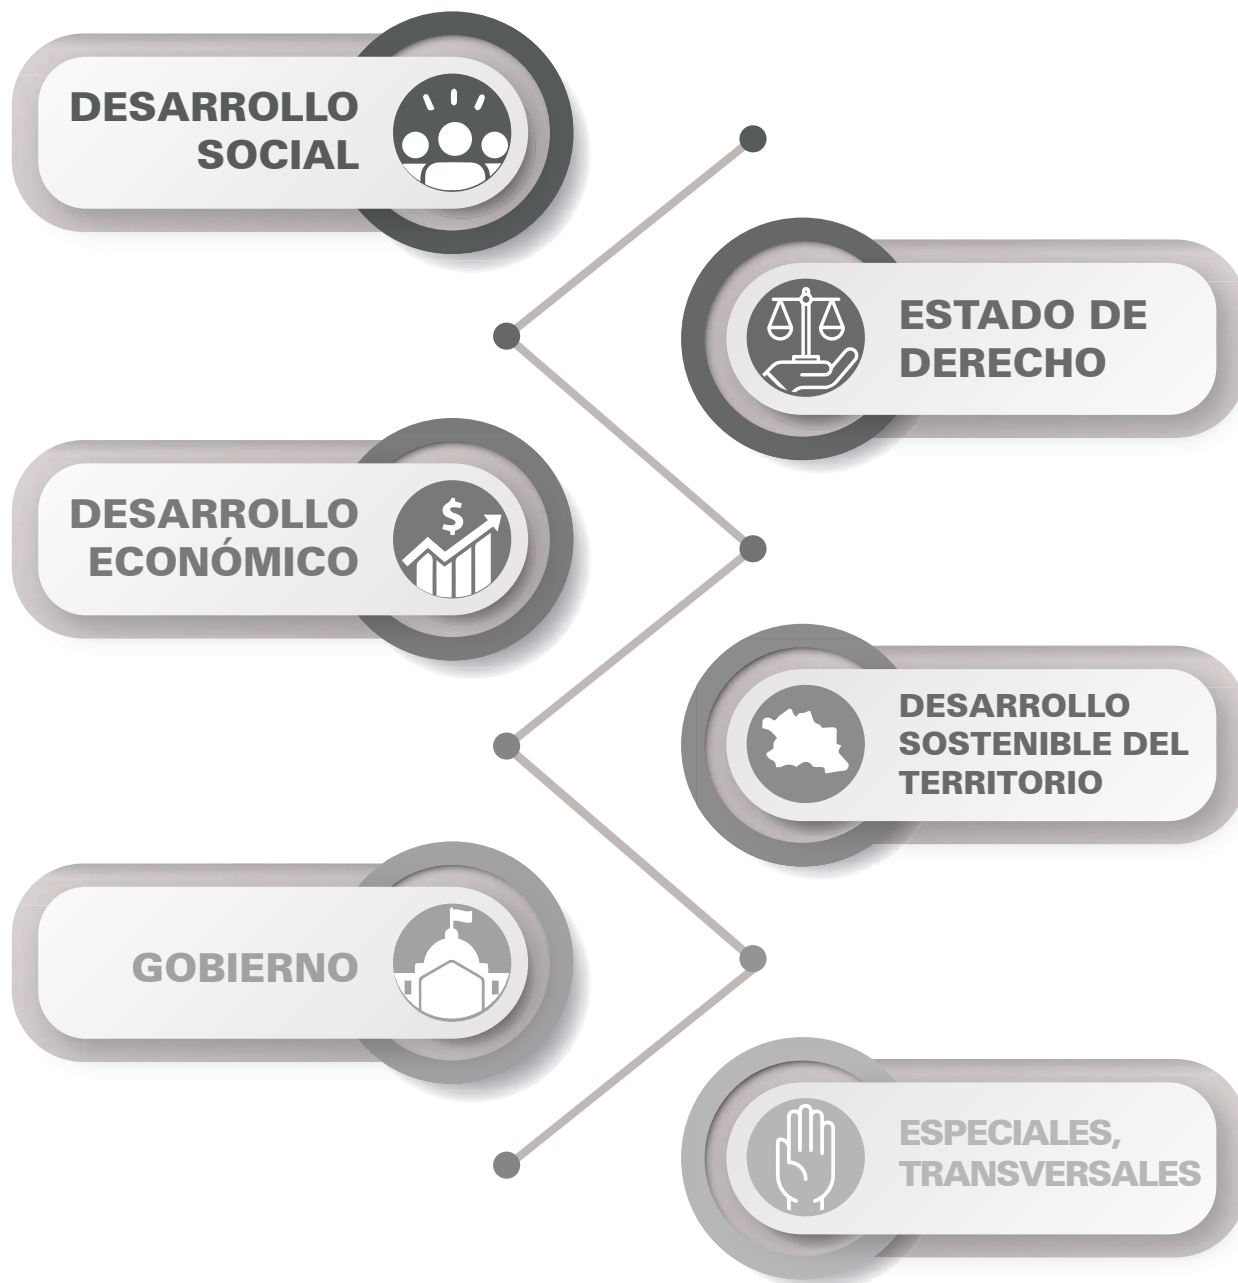 DESARROLLO
SOCIAL
ESTADO DE
DERECHO
DESARROLLO
ECONÓMICO
$
DESARROLLO
SOSTENIBLE DEL
TERRITORIO
GOBIERNO
ESPECIALES,
TRANSVERSALES